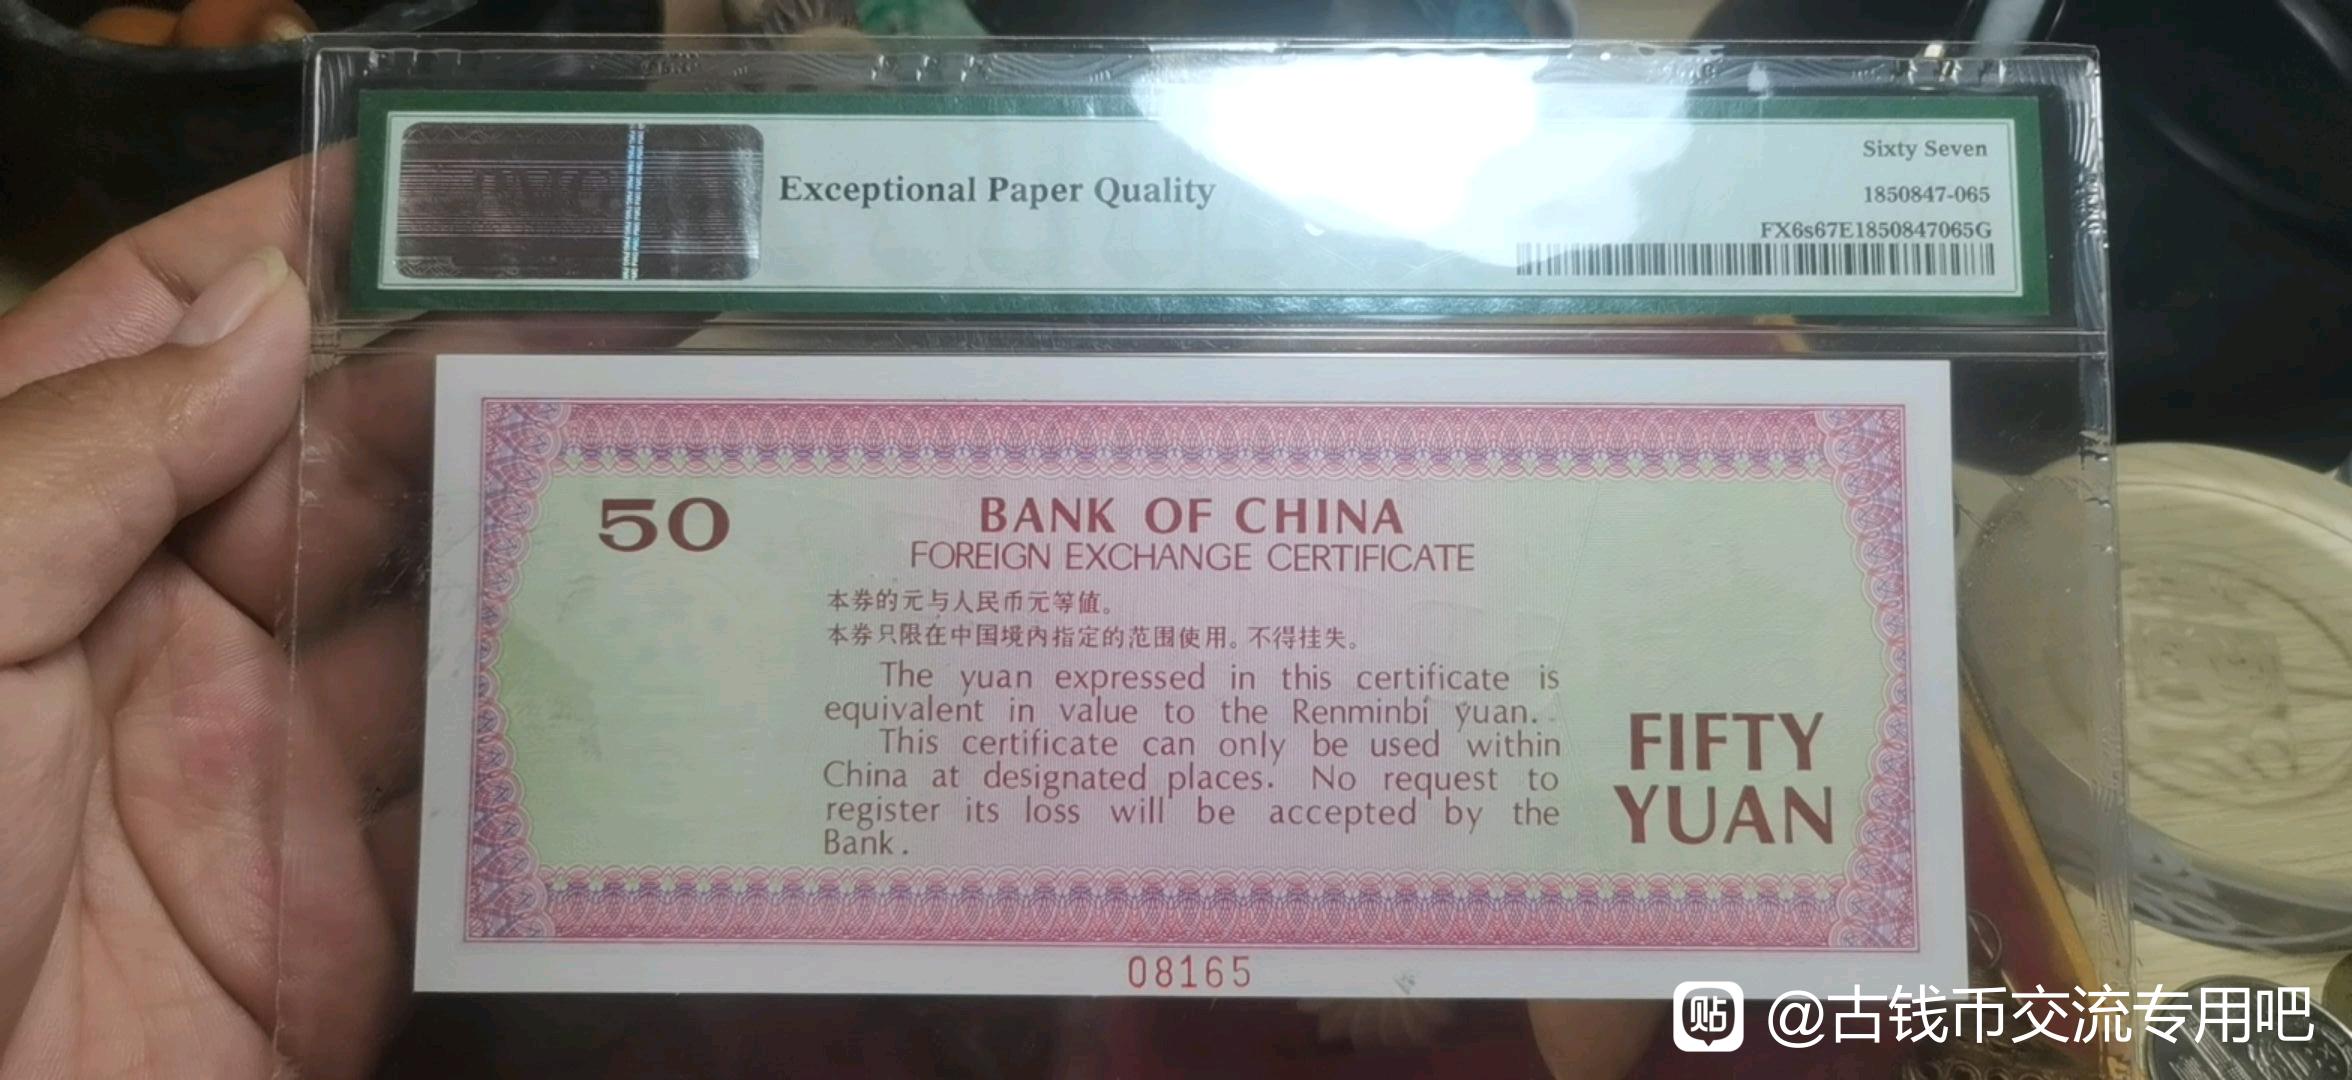 Exceptional Paper Quality
Sixty Seven
1850847-065
FX6s67E1850847065G
50
BANK OF CHINA
FOREIGN EXCHANGE CERTIFICATE
本券的元与人民币元等値。
本券只限在中国境内指定的范围使用。不得挂失。
The yuan expressed in this certificate is
equivalent in value to the Renminbi yuan.
This certificate can only be used within
China at designated places. No request to
register its loss will be accepted by the
Bank.
FIFTY
YUAN
08165
贴 @古钱币交流专用吧